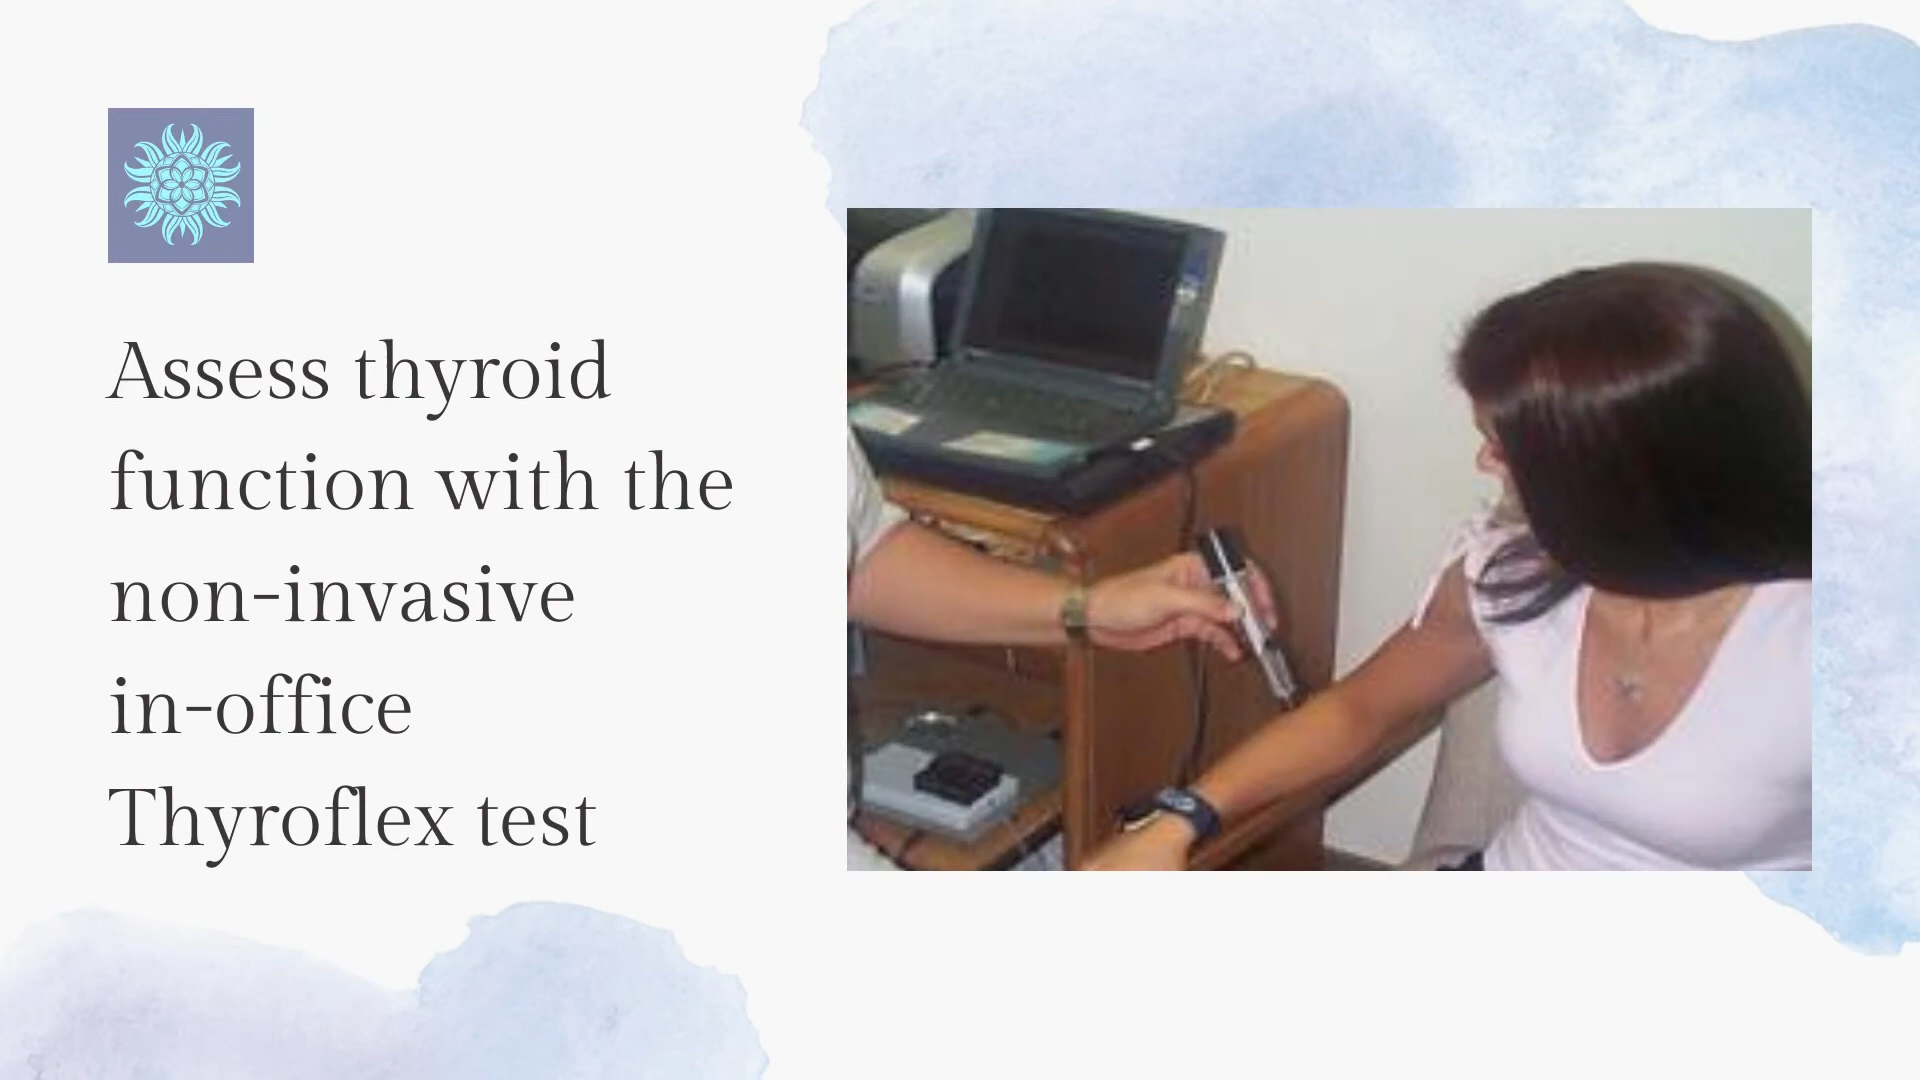 Assess thyroid
function with the
non-invasive
in-office
Thyroflex test